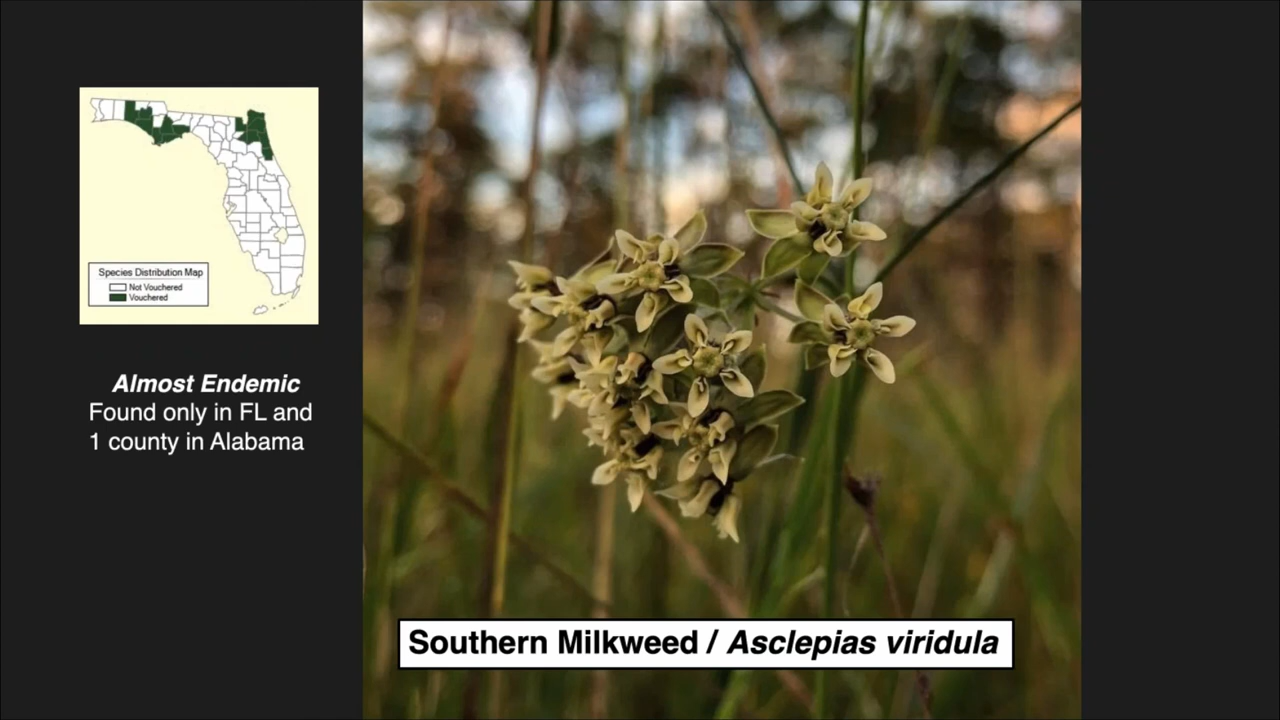 Species Distribution Map
Not Vouchered
Vouchered
Almost Endemic
Found only in FL and
1 county in Alabama
Southern Milkweed / Asclepias viridula